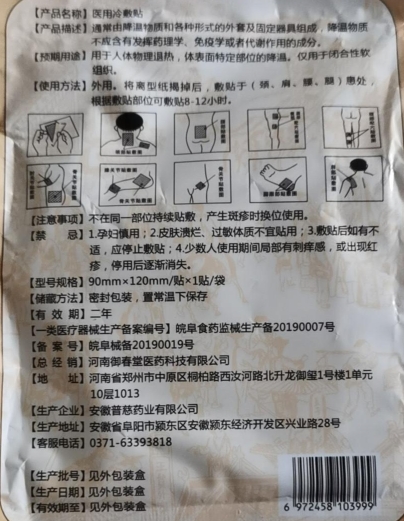 【产品名称】医用冷敷贴
【产品描述】通常由降温物质和各种形式的外套及固定器具组成，降温物质
不应含有发挥药理学、免疫学或者代谢作用的成分。
【预期用途】用于人体物理退热，体表面特定部位的降温。仅用于闭合性软
组织。
【使用方法】外用。将离型纸揭掉后，敷贴于（颈、肩、腰、腿）患处，
根据敷贴部位可敷贴8-12小时。
【注意事项】不在同一部位持续贴敷，产生斑疹时换位使用。
【禁 忌】1.孕妇慎用；2.皮肤溃烂、过敏体质不宜贴用；3.敷贴后如有不
适，应停止敷贴；4.少数人使用期间局部有刺痒感，或出现红
疹，停用后逐渐消失。
【型号规格】90mm×120mm/贴×1贴/袋
【储藏方法】密封包装，置常温下保存
【有 效 期】二年
【一类医疗器械生产备案编号】皖阜食药监械生产备20190007号
【备 案 号】皖阜械备20190019号
【总 经 销】河南御春堂医药科技有限公司
【地 址】河南省郑州市中原区桐柏路西汝河路北升龙御玺1号楼1单元
10层1013
【生产企业】安徽普慈药业有限公司
【生产地址】安徽省阜阳市颍东区安徽颍东经济开发区兴业路28号
【客服电话】0371-63393818
【生产批号】见外包装盒
【生产日期】见外包装盒
【有效期至】见外包装盒
6 972458 103999